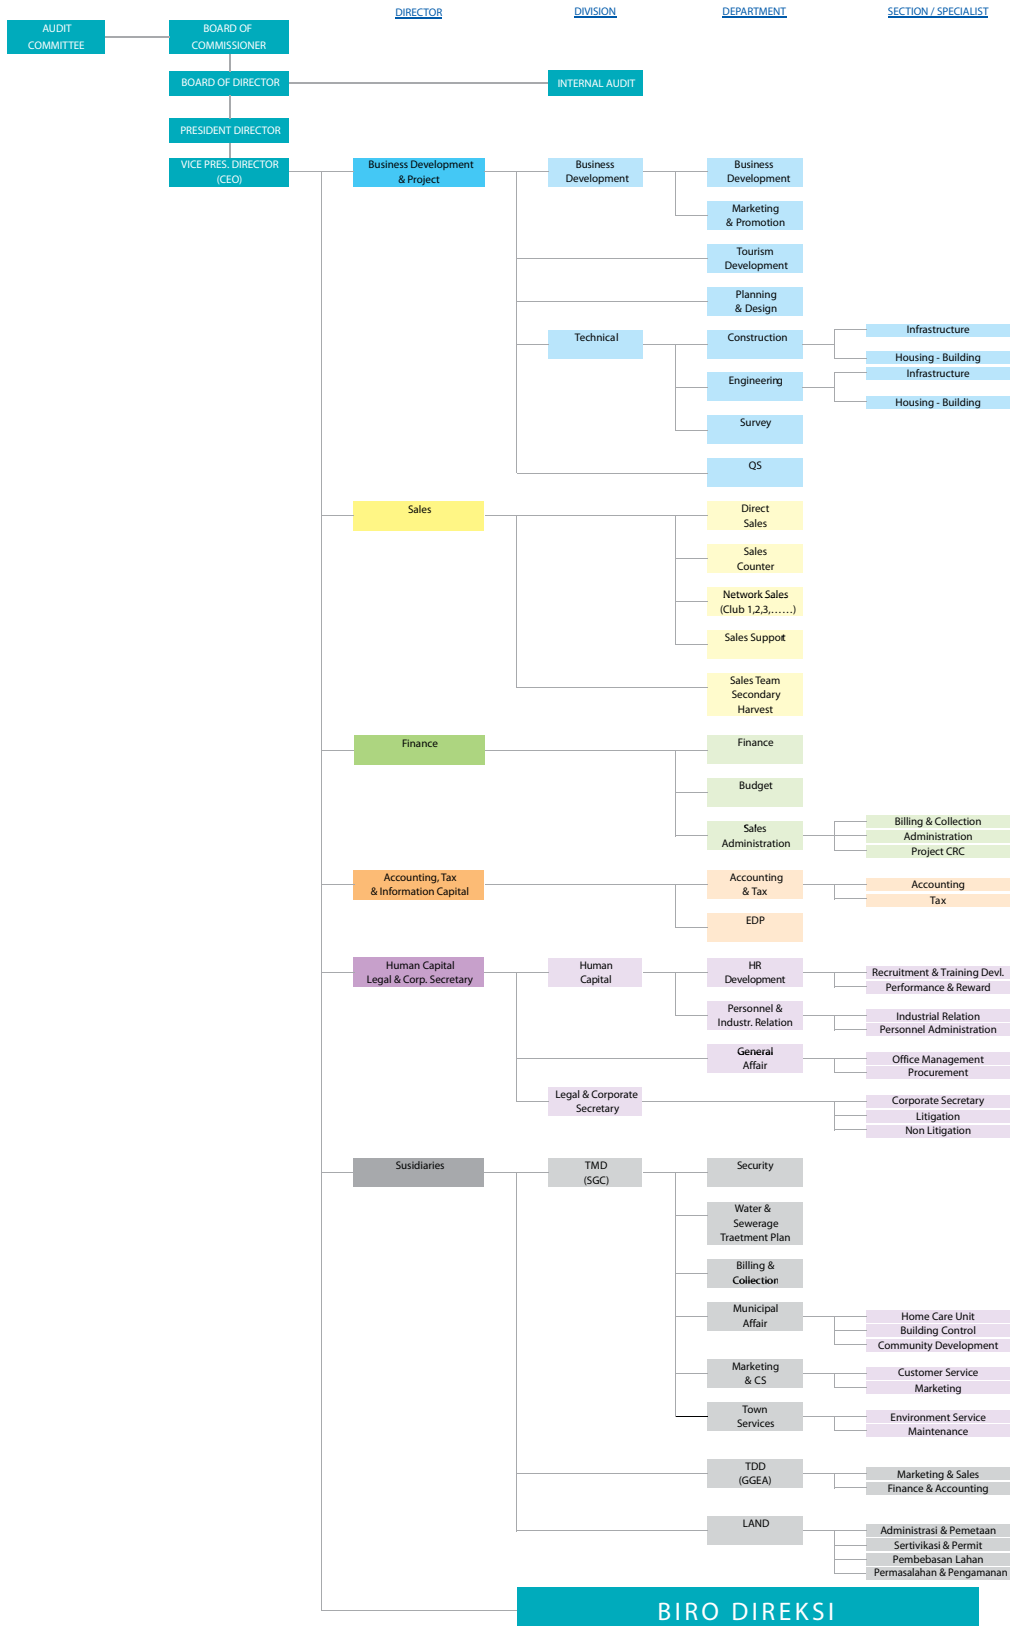 DIRECTOR
DIVISION
DEPARTMENT
SECTION / SPECIALIST
AUDIT
COMMITTEE
BOARD OF
COMMISSIONER
BOARD OF DIRECTOR
INTERNAL AUDIT
PRESIDENT DIRECTOR
VICE PRES. DIRECTOR
(CEO)
Business Development
& Project
Business
Development
Business
Development
Marketing
& Promotion
Tourism
Development
Planning
& Design
Technical
Construction
Infrastructure
Housing - Building
Engineering
Infrastructure
Housing - Building
Survey
QS
Sales
Direct
Sales
Sales
Counter
Network Sales
(Club 1,2,3,......)
Sales Support
Sales Team
Secondary
Harvest
Finance
Finance
Budget
Safes
Administration
Billing & Collection
Administration
Project CRC
Accounting, Tax
& Information Capital
Accounting
& Tax
Accounting
Tax
EDP
Human Capital
Legal & Corp. Secretary
Human
Capital
HR
Development
Recruitment & Training Devl.
Performance & Reward
Personnel &
Industr. Relation
Industrial Relation
Personnel Administration
General
Affair
Office Management
Procurement
Legal & Corporate
Secretary
Corporate Secretary
Litigation
Non Litigation
Susidiaries
TMD
(SGC)
Security
Water &
Sewerage
Traetment Plan
Billing &
Collection
Municipal
Affair
Home Care Unit
Building Control
Community Development
Marketing
& CS
Customer Service
Marketing
Town
Services
Environment Service
Maintenance
TDD
(GGEA)
Marketing & Sales
Finance & Accounting
LAND
Administrasi & Pemetaan
Sertivikasi & Permit
Pembebasan Lahan
Permasalahan & Pengamanan
BIRO DIREKSI